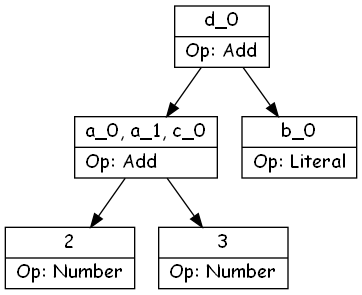 d_0
Op: Add
a_0, a_1, c_0
Op: Add
b_0
Op: Literal
2
Op: Number
3
Op: Number